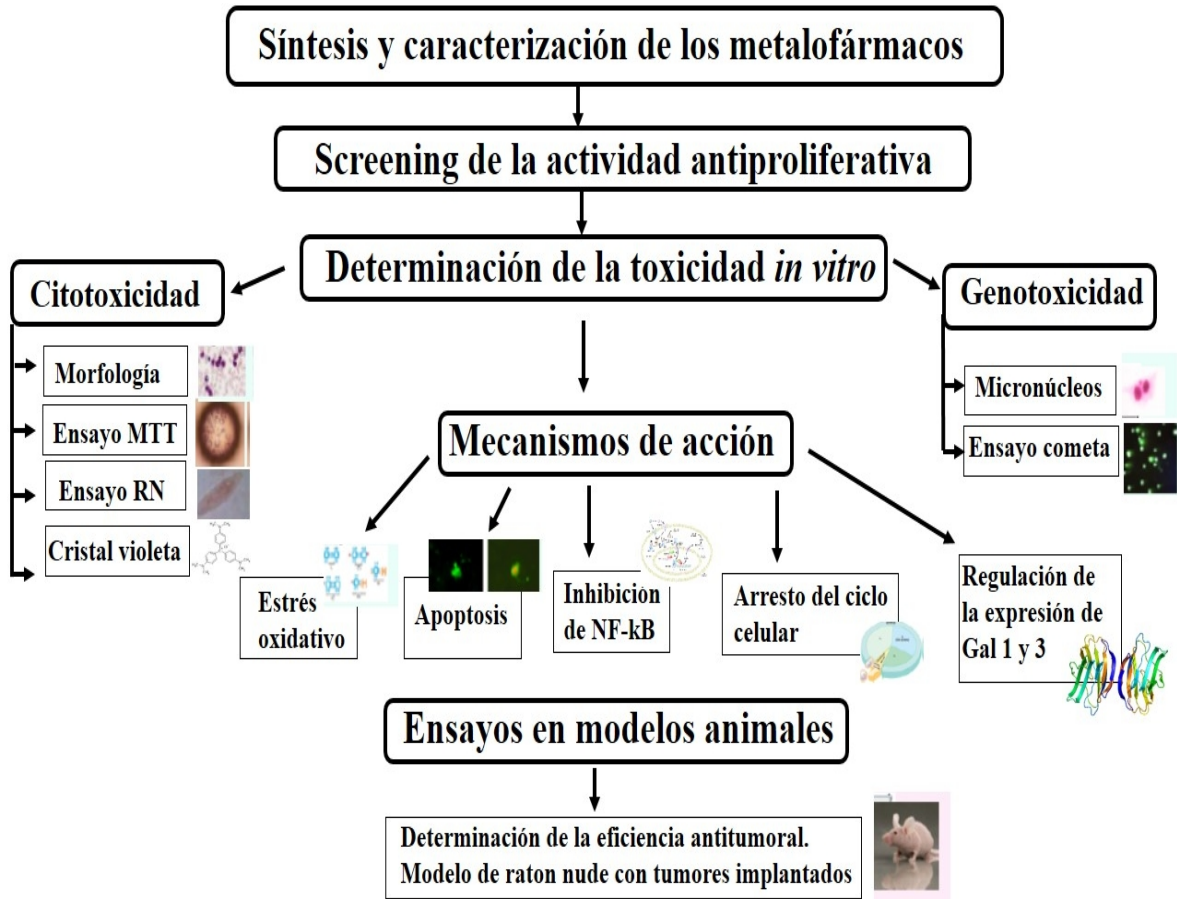 Síntesis y caracterización de los metalofármacos
Screening de la actividad antiproliferativa
Determinación de la toxicidad in vitro
Citotoxicidad
Morfología
Ensayo MTT
Ensayo RN
Cristal violeta
Genotoxicidad
Micronúcleos
Ensayo cometa
Mecanismos de acción
Estrés
oxidativo
Apoptosis
Inhibición
de NF-kB
Arresto del ciclo
celular
Regulación de
la expresión de
Gal 1 y 3
Ensayos en modelos animales
Determinación de la eficiencia antitumoral.
Modelo de raton nude con tumores implantados